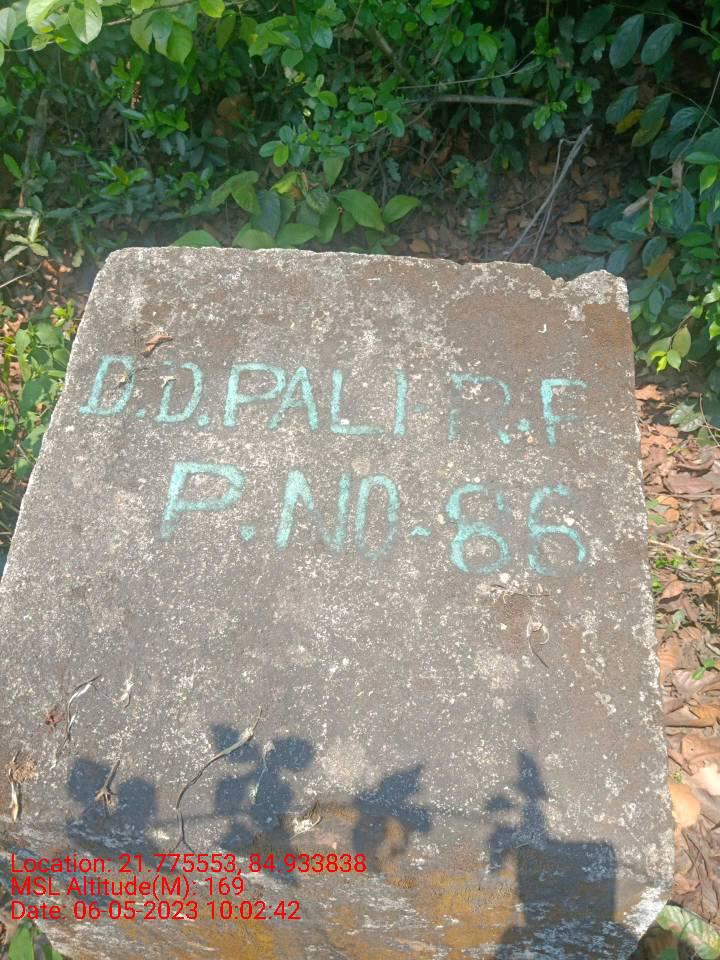 D.D.PALI-R.F
P.NO-86
Location: 21.775553, 84.933838
MSL Altitude(M): 169
Date: 06-05-2023 10:02:42